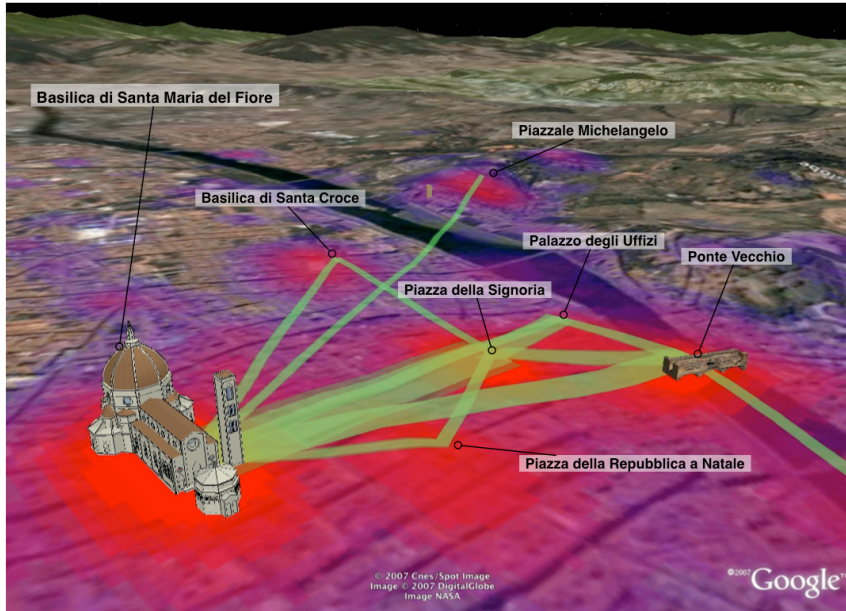 Basilica di Santa Maria del Fiore
Piazzale Michelangelo
Basilica di Santa Croce
Palazzo degli Uffizi
Ponte Vecchio
Piazza della Signoria
Piazza della Repubblica a Natale
© 2007 Cnes/Spot Image
Image © 2007 DigitalGlobe
Image NASA
©2007 Google™